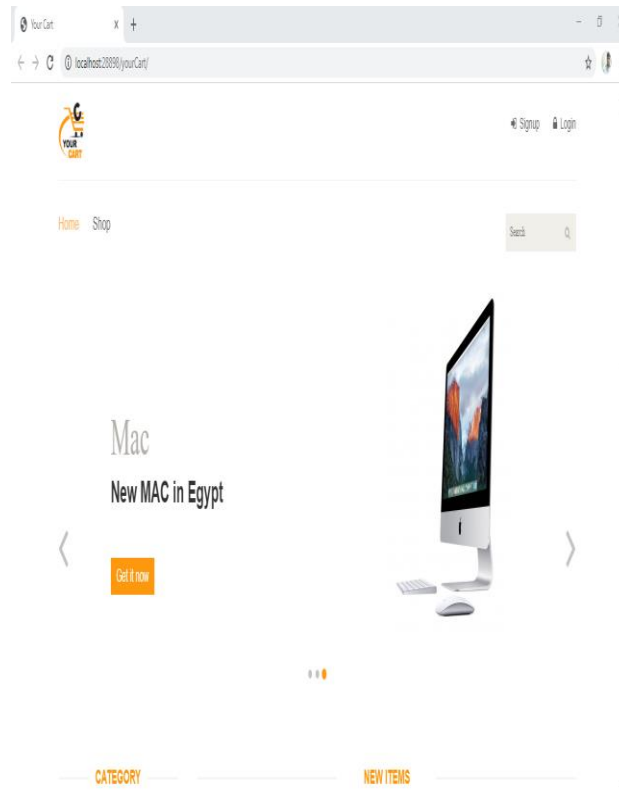 Your Cart
localhost:28898/yourCart/
YOUR
CART
Signup Login
Home Shop
Search
Mac
New MAC in Egypt
Get it now
CATEGORY NEW ITEMS